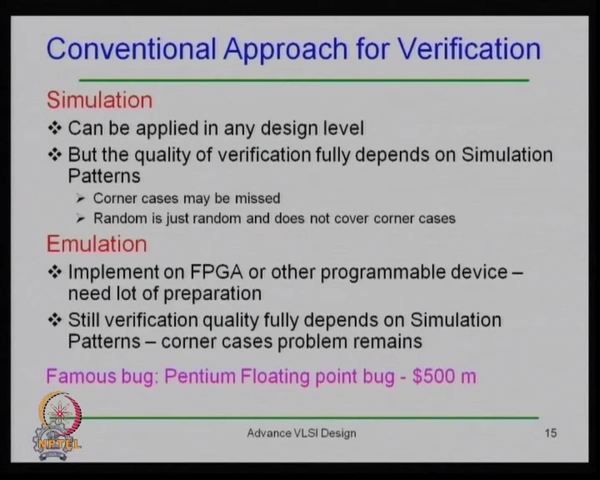 Conventional Approach for Verification
Simulation
❖ Can be applied in any design level
❖ But the quality of verification fully depends on Simulation
Patterns
➢ Corner cases may be missed
➢ Random is just random and does not cover corner cases
Emulation
❖ Implement on FPGA or other programmable device –
need lot of preparation
❖ Still verification quality fully depends on Simulation
Patterns – corner cases problem remains
Famous bug: Pentium Floating point bug - $500 m
NPTEL
Advance VLSI Design
15